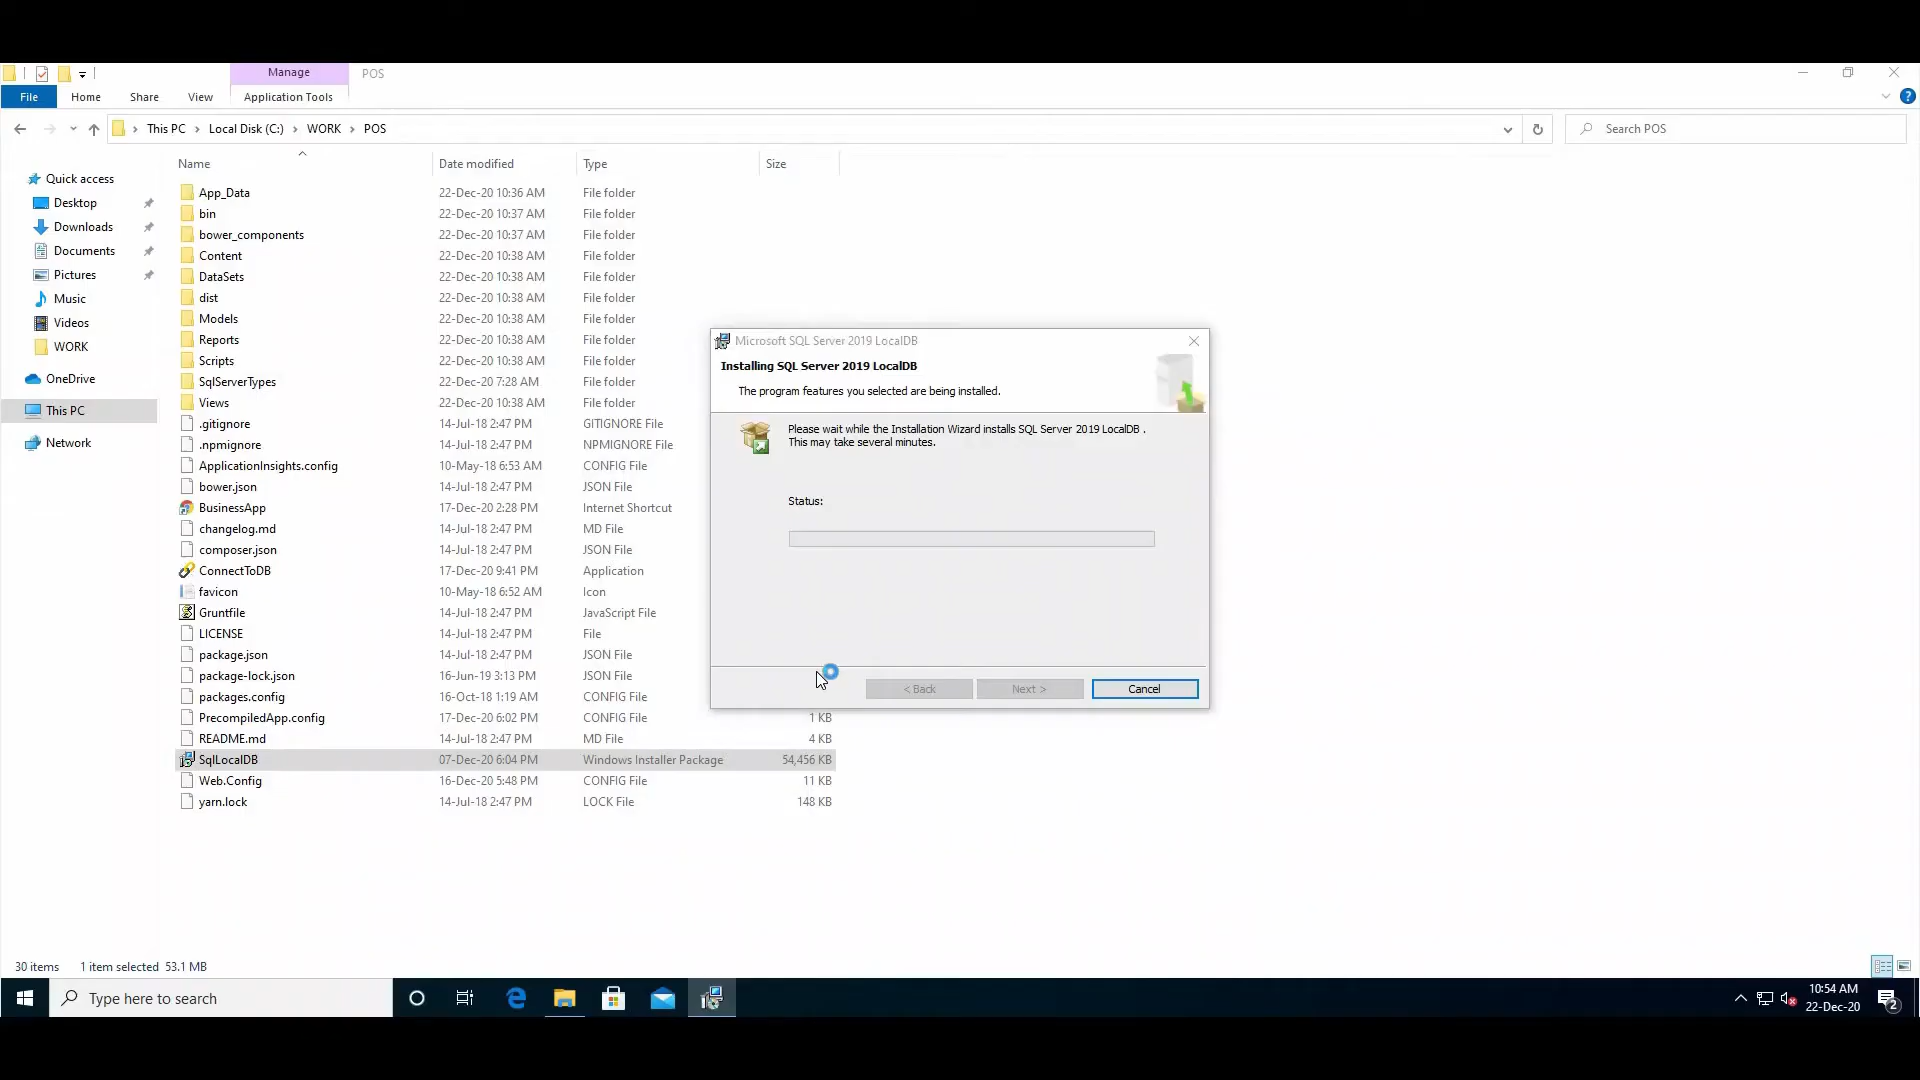 Manage
POS
File
Home
Share
View
Application Tools
This PC
Local Disk (C:)
WORK
POS
Search POS
Name
Date modified
Type
Size
Quick access
Desktop
Downloads
Documents
Pictures
Music
Videos
WORK
OneDrive
This PC
Network
App_Data 22-Dec-20 10:36 AM File folder
bin 22-Dec-20 10:37 AM File folder
bower_components 22-Dec-20 10:37 AM File folder
Content 22-Dec-20 10:38 AM File folder
DataSets 22-Dec-20 10:38 AM File folder
dist 22-Dec-20 10:38 AM File folder
Models 22-Dec-20 10:38 AM File folder
Reports 22-Dec-20 10:38 AM File folder
Scripts 22-Dec-20 10:38 AM File folder
SqlServerTypes 22-Dec-20 7:28 AM File folder
Views 22-Dec-20 10:38 AM File folder
.gitignore 14-Jul-18 2:47 PM GITIGNORE File
.npmignore 14-Jul-18 2:47 PM NPMIGNORE File
ApplicationInsights.config 10-May-18 6:53 AM CONFIG File
bower.json 14-Jul-18 2:47 PM JSON File
BusinessApp 17-Dec-20 2:28 PM Internet Shortcut
changelog.md 14-Jul-18 2:47 PM MD File
composer.json 14-Jul-18 2:47 PM JSON File
ConnectToDB 17-Dec-20 9:41 PM Application
favicon 10-May-18 6:52 AM Icon
Gruntfile 14-Jul-18 2:47 PM JavaScript File
LICENSE 14-Jul-18 2:47 PM File
package.json 14-Jul-18 2:47 PM JSON File
package-lock.json 16-Jun-19 3:13 PM JSON File
packages.config 16-Oct-18 1:19 AM CONFIG File
PrecompiledApp.config 17-Dec-20 6:02 PM CONFIG File 1 KB
README.md 14-Jul-18 2:47 PM MD File 4 KB
SqlLocalDB 07-Dec-20 6:04 PM Windows Installer Package 54,456 KB
Web.Config 16-Dec-20 5:48 PM CONFIG File 11 KB
yarn.lock 14-Jul-18 2:47 PM LOCK File 148 KB
Microsoft SQL Server 2019 LocalDB
Installing SQL Server 2019 LocalDB
The program features you selected are being installed.
Please wait while the Installation Wizard installs SQL Server 2019 LocalDB .
This may take several minutes.
Status:
< Back
Next >
Cancel
30 items 1 item selected 53.1 MB
Type here to search
10:54 AM
22-Dec-20
2